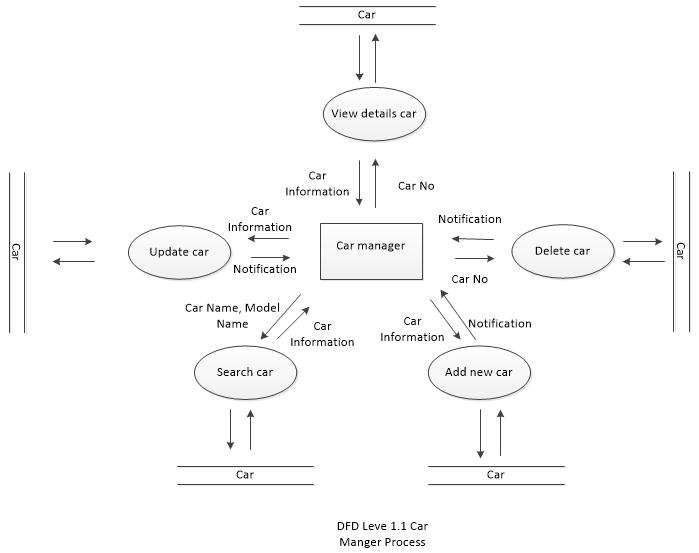 Car
View details car
Car
Information
Car No
Car
Information
Notification
Car
Update car
Car manager
Delete car
Car
Notification
Car No
Car Name, Model
Name
Car
Information
Car
Information
Notification
Search car
Add new car
Car
Car
DFD Leve 1.1 Car
Manger Process